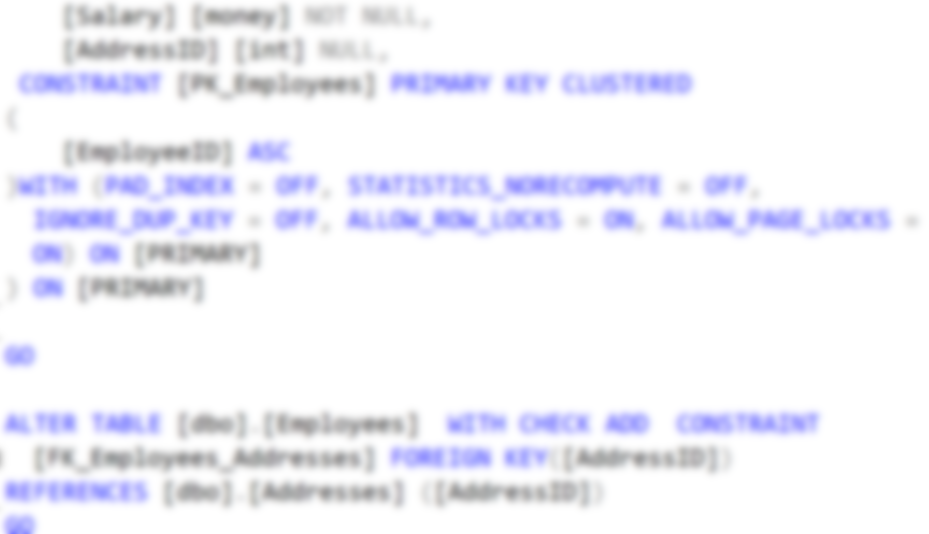 [Salary] [money] NOT NULL,
[AddressID] [int] NULL,
CONSTRAINT [PK_Employees] PRIMARY KEY CLUSTERED
(
[EmployeeID] ASC
)WITH (PAD_INDEX = OFF, STATISTICS_NORECOMPUTE = OFF,
IGNORE_DUP_KEY = OFF, ALLOW_ROW_LOCKS = ON, ALLOW_PAGE_LOCKS =
ON) ON [PRIMARY]
) ON [PRIMARY]
GO
ALTER TABLE [dbo].[Employees] WITH CHECK ADD CONSTRAINT
[FK_Employees_Addresses] FOREIGN KEY([AddressID])
REFERENCES [dbo].[Addresses] ([AddressID])
GO